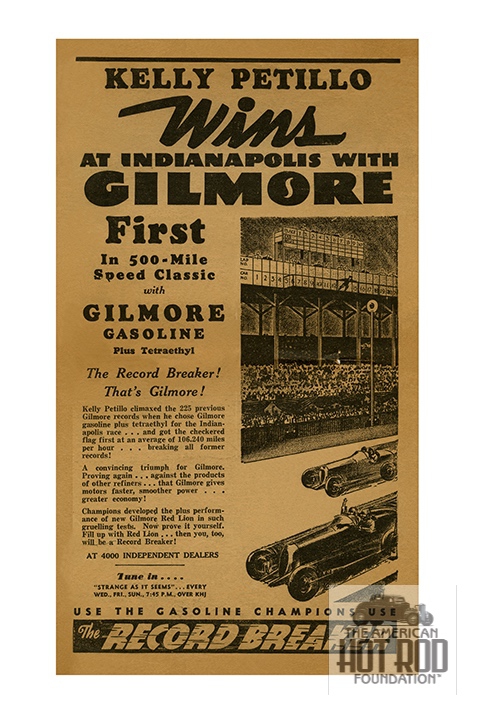 KELLY PETILLO
Wins
AT INDIANAPOLIS WITH
GILMORE
First
In 500-Mile
Speed Classic
with
GILMORE
GASOLINE
Plus Tetraethyl
The Record Breaker!
That's Gilmore!
Kelly Petillo climaxed the 225 previous
Gilmore records when he chose Gilmore
gasoline plus tetraethyl for the Indian-
apolis race . . . and got the checkered
flag first at an average of 106.240 miles
per hour . . . breaking all former
records!
A convincing triumph for Gilmore.
Proving again . . . against the products
of other refiners . . . that Gilmore gives
motors faster, smoother power . . .
greater economy!
Champions developed the plus perform-
ance of new Gilmore Red Lion in such
gruelling tests. Now prove it yourself.
Fill up with Red Lion . . . then you, too,
will be a Record Breaker!
AT 4000 INDEPENDENT DEALERS
Tune in . . . .
"STRANGE AS IT SEEMS" . . . EVERY
WED., FRI., SUN., 7:45 P.M., OVER KHJ
USE THE GASOLINE CHAMPIONS USE
The RECORD BREAKER
THE AMERICAN
HOT ROD
FOUNDATION